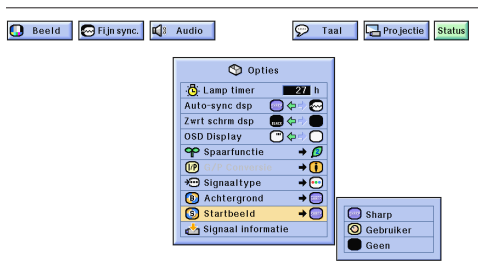 Beeld Fijn sync. Audio Taal Projectie Status
Opties
Lamp timer 27 h
Auto-sync dsp
Zwrt schrm dsp
OSD Display
Spaarfunctie
Signaaltype
Achtergrond
Startbeeld
Signaal informatie
Sharp
Gebruiker
Geen